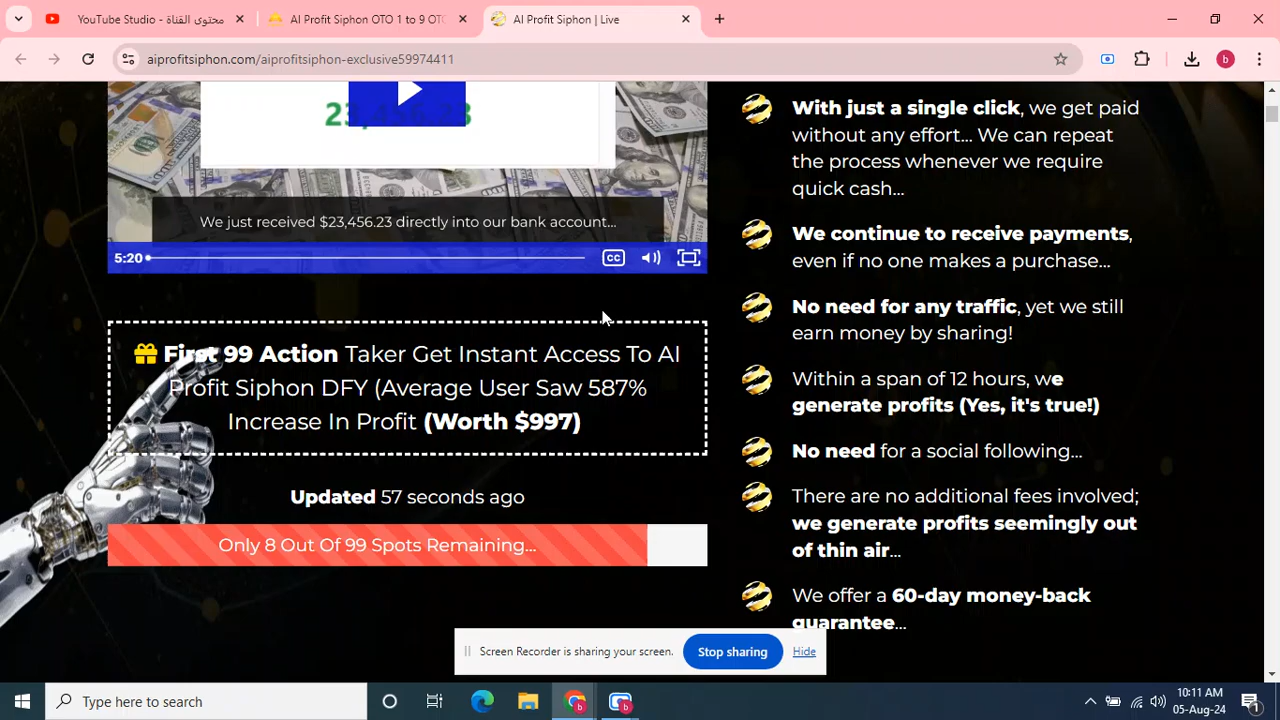 YouTube Studio - محتوى القناة
AI Profit Siphon OTO 1 to 9 OTO
AI Profit Siphon | Live
aiprofitsiphon.com/aiprofitsiphon-exclusive59974411
b
23,456.23
We just received $23,456.23 directly into our bank account...
5:20
CC
First 99 Action Taker Get Instant Access To AI
Profit Siphon DFY (Average User Saw 587%
Increase In Profit (Worth $997)
Updated 57 seconds ago
Only 8 Out Of 99 Spots Remaining...
With just a single click, we get paid
without any effort... We can repeat
the process whenever we require
quick cash...
We continue to receive payments,
even if no one makes a purchase...
No need for any traffic, yet we still
earn money by sharing!
Within a span of 12 hours, we
generate profits (Yes, it's true!)
No need for a social following...
There are no additional fees involved;
we generate profits seemingly out
of thin air...
We offer a 60-day money-back
guarantee...
Screen Recorder is sharing your screen.
Stop sharing
Hide
Type here to search
b
b
10:11 AM
05-Aug-24
1